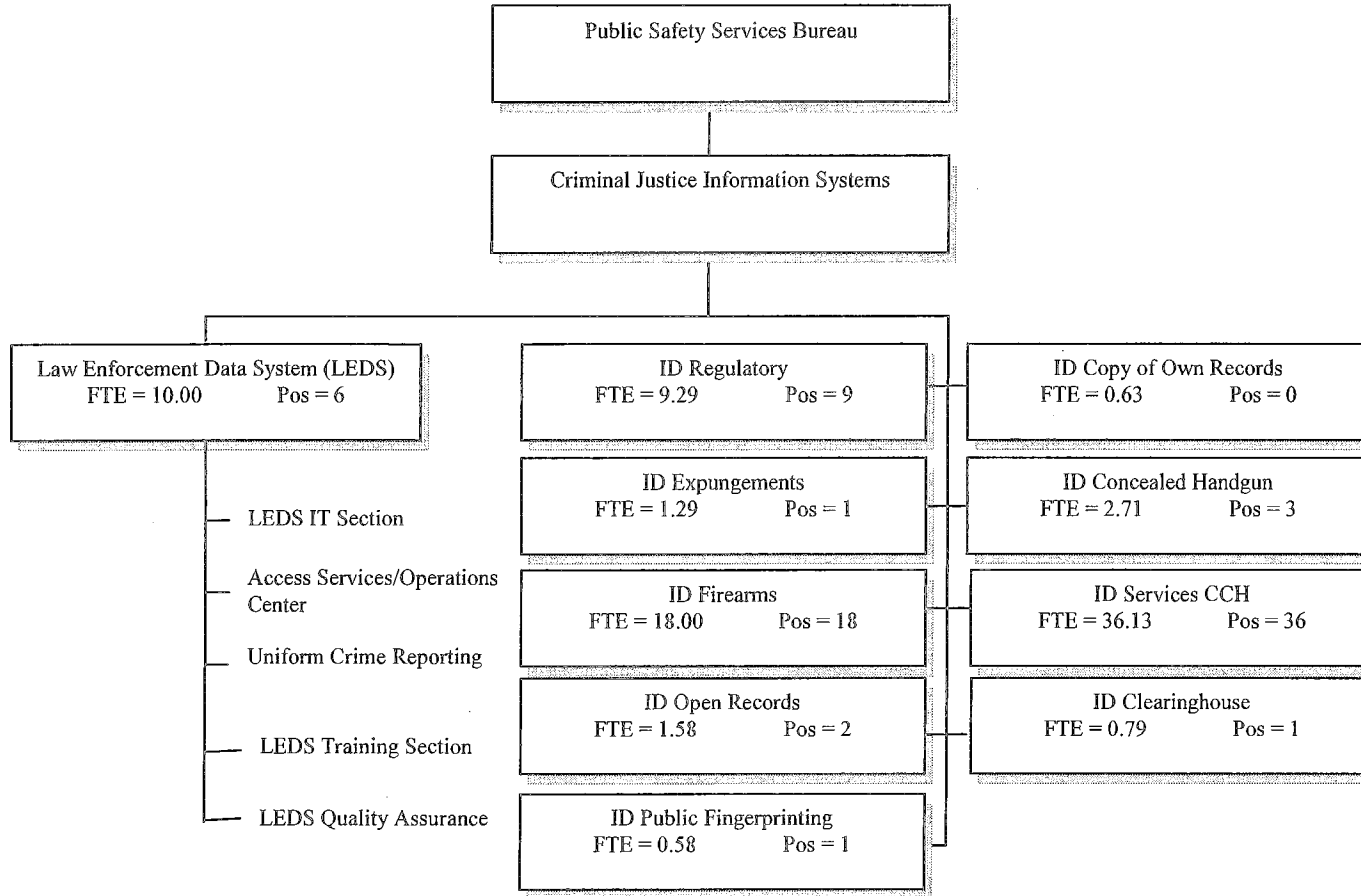 Public Safety Services Bureau
Criminal Justice Information Systems
Law Enforcement Data System (LEDS)
FTE = 10.00 Pos = 6
LEDS IT Section
Access Services/Operations
Center
Uniform Crime Reporting
LEDS Training Section
LEDS Quality Assurance
ID Regulatory
FTE = 9.29 Pos = 9
ID Copy of Own Records
FTE = 0.63 Pos = 0
ID Expungements
FTE = 1.29 Pos = 1
ID Concealed Handgun
FTE = 2.71 Pos = 3
ID Firearms
FTE = 18.00 Pos = 18
ID Services CCH
FTE = 36.13 Pos = 36
ID Open Records
FTE = 1.58 Pos = 2
ID Clearinghouse
FTE = 0.79 Pos = 1
ID Public Fingerprinting
FTE = 0.58 Pos = 1